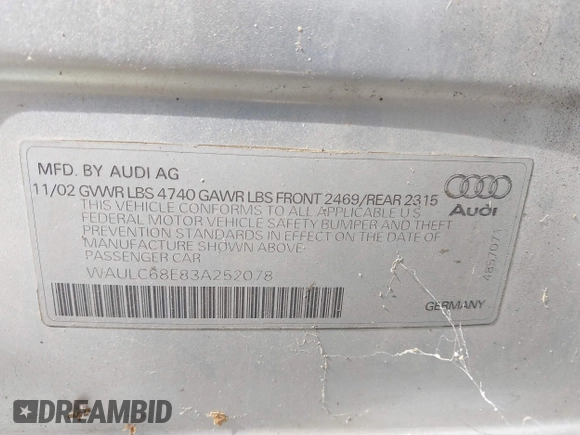 MFD. BY AUDI AG
11/02 GVWR LBS 4740 GAWR LBS FRONT 2469/REAR 2315
THIS VEHICLE CONFORMS TO ALL APPLICABLE U.S.
FEDERAL MOTOR VEHICLE SAFETY BUMPER AND THEFT
PREVENTION STANDARDS IN EFFECT ON THE DATE OF
MANUFACTURE SHOWN ABOVE
PASSENGER CAR
WAULC68E83A252078
Audi
4857071
GERMANY
DREAMBID